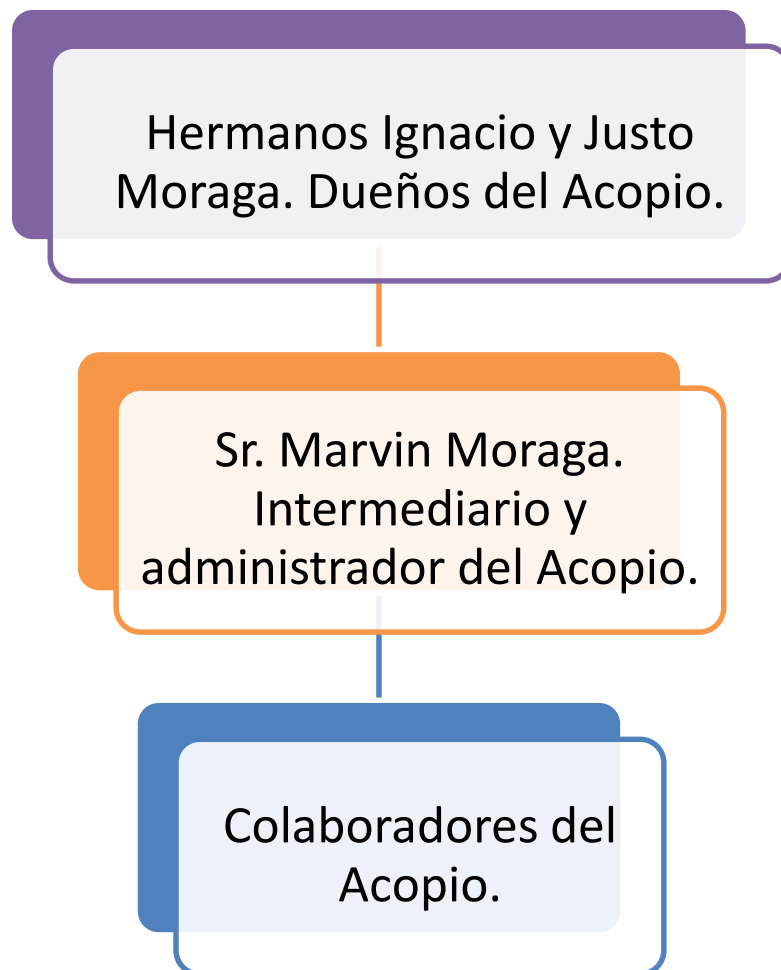 Hermanos Ignacio y Justo
Moraga. Dueños del Acopio.
Sr. Marvin Moraga.
Intermediario y
administrador del Acopio.
Colaboradores del
Acopio.